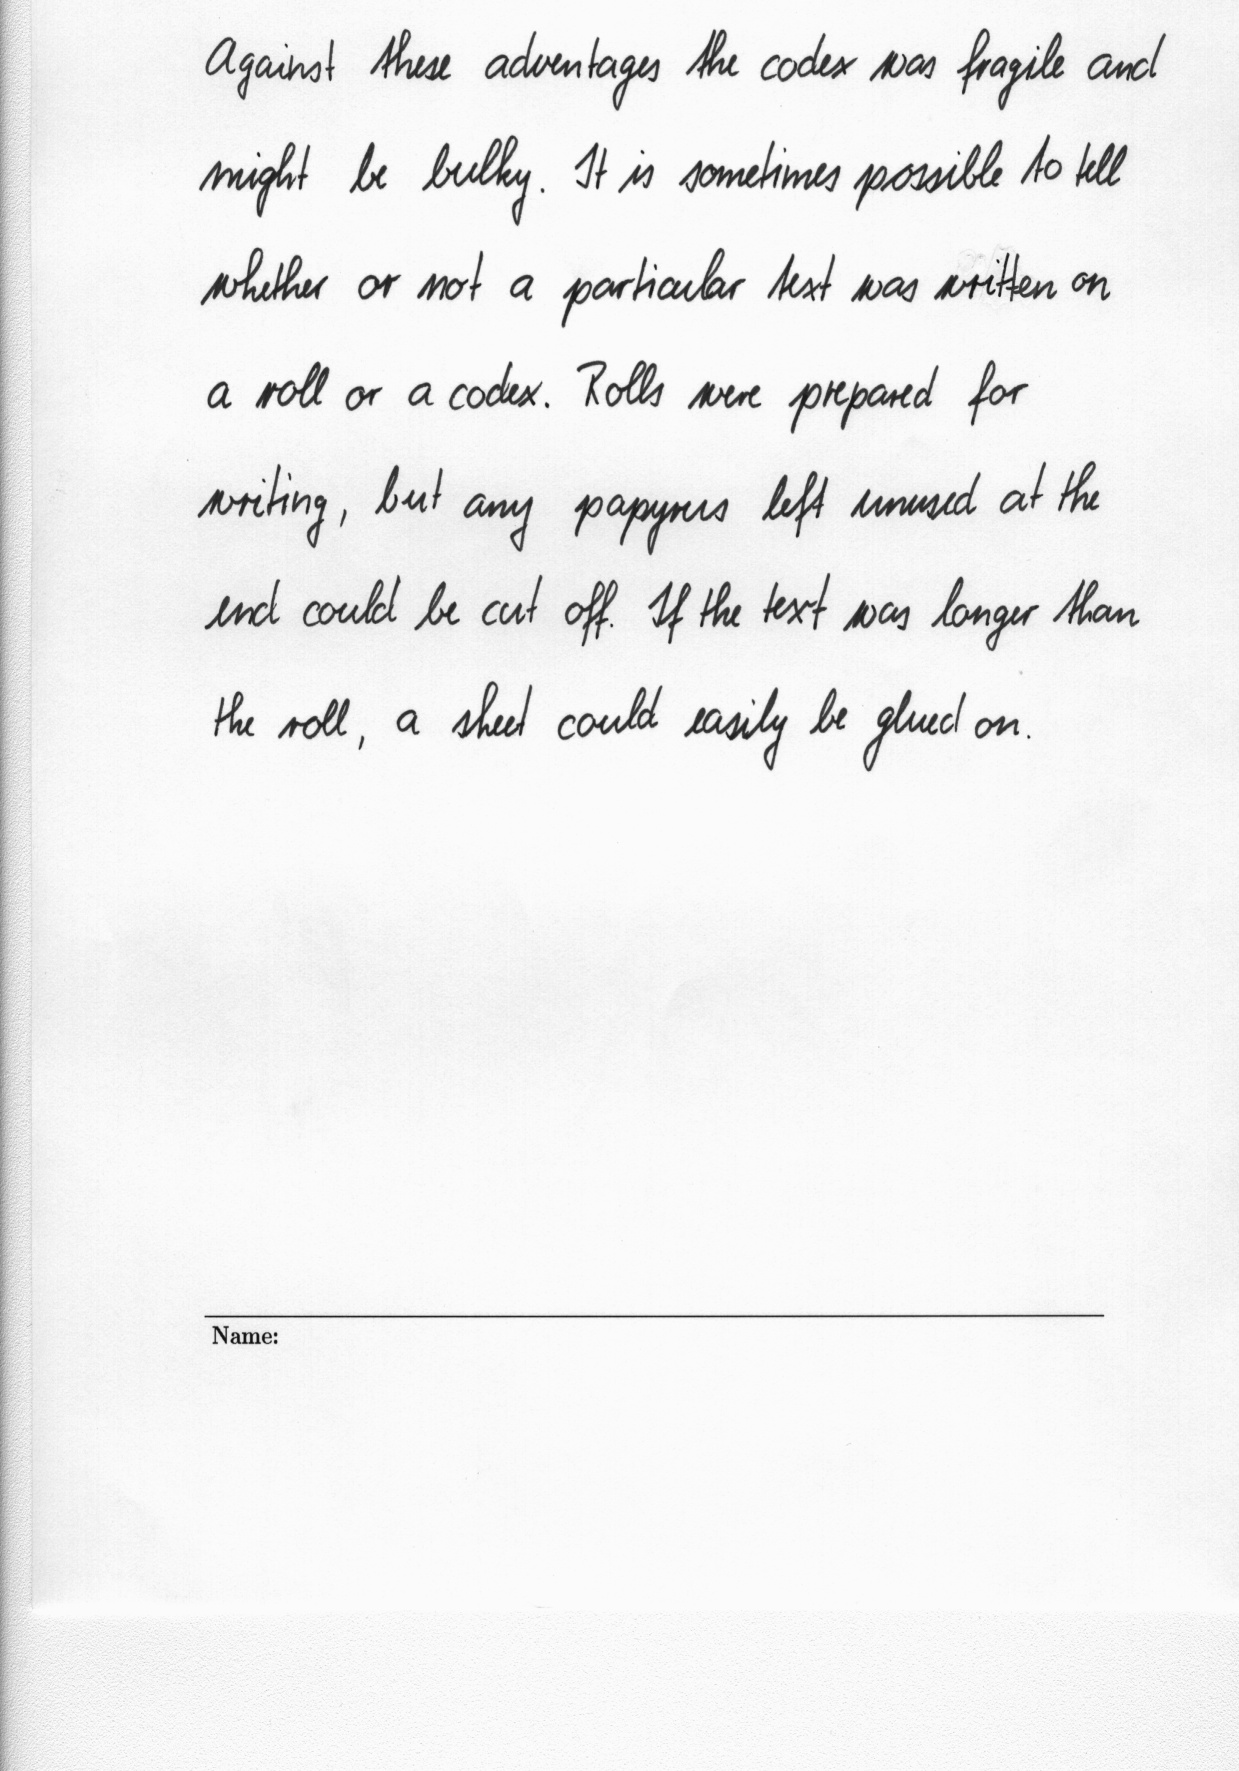 Against these adventages the codex was fragile and
might be bulky. It is sometimes possible to tell
whether or not a particular text was written on
a roll or a codex. Rolls were prepared for
writing, but any papyrus left unused at the
end could be cut off. If the text was longer than
the roll, a sheet could easily be glued on.
Name: